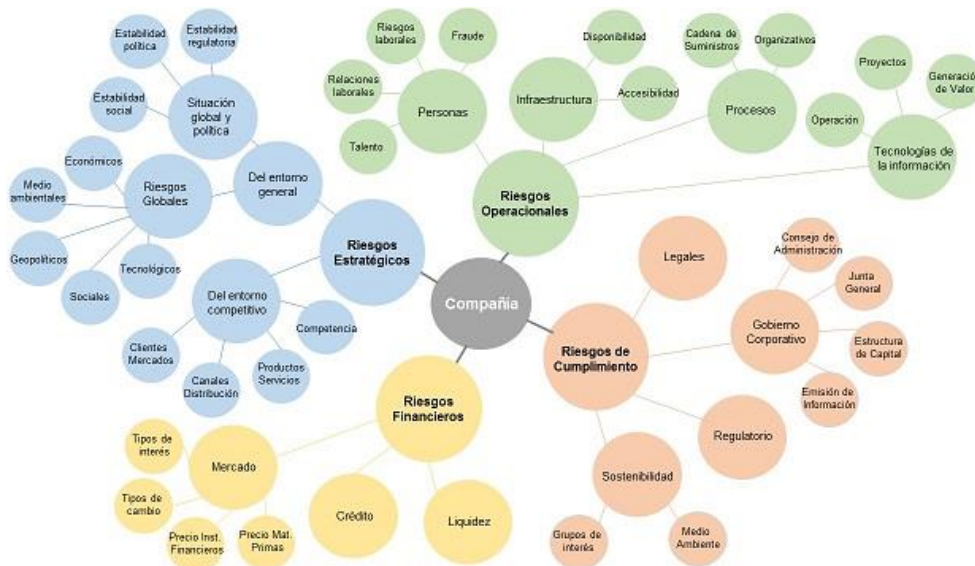 Estabilidad
política
Estabilidad
regulatoria
Estabilidad
social
Situación
global y
política
Económicos
Medio
ambientales
Riesgos
Globales
Del entorno
general
Geopolíticos
Tecnológicos
Sociales
Riesgos
Estratégicos
Del entorno
competitivo
Competencia
Clientes
Mercados
Canales
Distribución
Productos
Servicios
Riesgos
laborales
Fraude
Relaciones
laborales
Personas
Talento
Disponibilidad
Infraestructura
Accesibilidad
Cadena de
Suministros
Organizativos
Procesos
Proyectos
Generación
de Valor
Operación
Tecnologías de
la información
Riesgos
Operacionales
Compañía
Riesgos de
Cumplimiento
Legales
Consejo de
Administración
Junta
General
Gobierno
Corporativo
Estructura
de Capital
Emisión de
Información
Regulatorio
Sostenibilidad
Grupos de
interés
Medio
Ambiente
Riesgos
Financieros
Tipos de
interés
Mercado
Tipos de
cambio
Precio Inst.
Financieros
Precio Mat.
Primas
Crédito
Liquidez